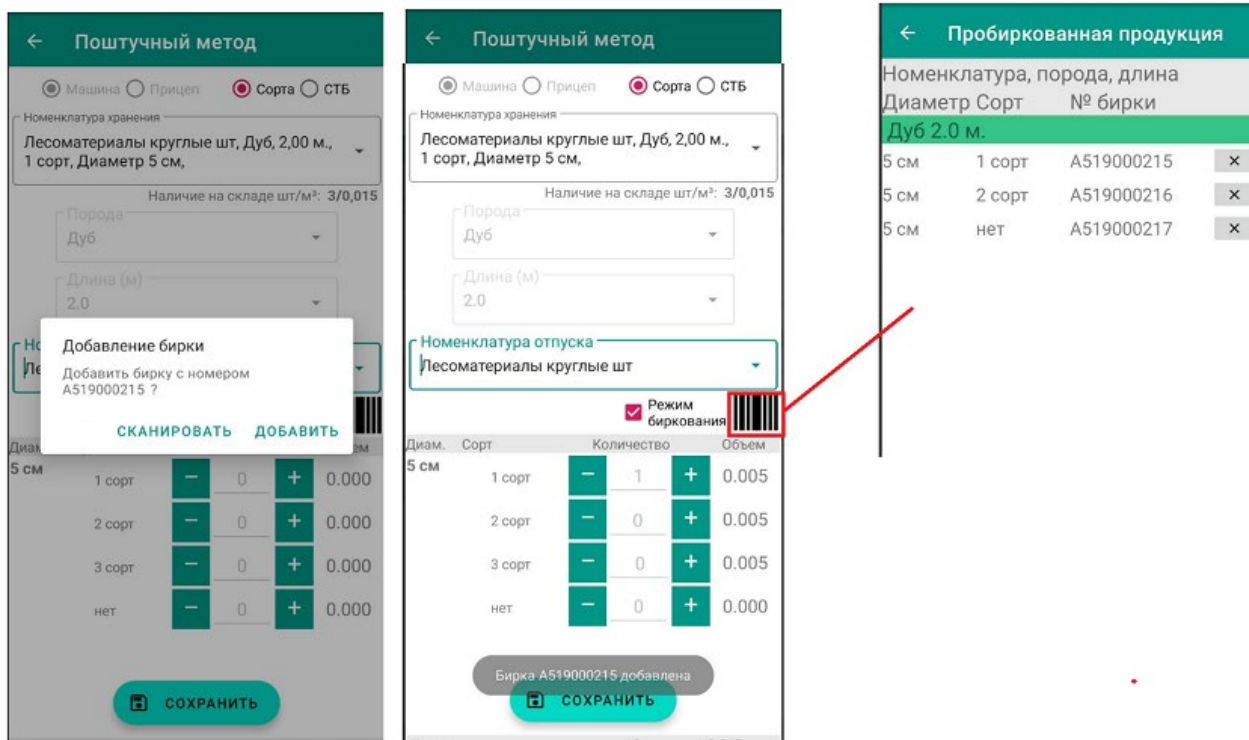 Поштучный метод
Машина Прицеп Сорта СТБ
Номенклатура хранения
Лесоматериалы круглые шт, Дуб, 2,00 м.,
1 сорт, Диаметр 5 см,
Наличие на складе шт/м³: 3/0,015
Порода
Дуб
Длина (м)
2.0
Добавление бирки
Добавить бирку с номером
А519000215 ?
СКАНИРОВАТЬ ДОБАВИТЬ
5 см
1 сорт − 0 + 0.000
2 сорт − 0 + 0.000
3 сорт − 0 + 0.000
нет − 0 + 0.000
СОХРАНИТЬ
Поштучный метод
Машина Прицеп Сорта СТБ
Номенклатура хранения
Лесоматериалы круглые шт, Дуб, 2,00 м.,
1 сорт, Диаметр 5 см,
Наличие на складе шт/м³: 3/0,015
Порода
Дуб
Длина (м)
2.0
Номенклатура отпуска
Лесоматериалы круглые шт
Режим
биркования
Диам. Сорт Количество Объем
5 см
1 сорт − 1 + 0.005
2 сорт − 0 + 0.005
3 сорт − 0 + 0.005
нет − 0 + 0.000
Бирка А519000215 добавлена
СОХРАНИТЬ
Пробиркованная продукция
Номенклатура, порода, длина
Диаметр Сорт № бирки
Дуб 2.0 м.
5 см 1 сорт А519000215 ×
5 см 2 сорт А519000216 ×
5 см нет А519000217 ×